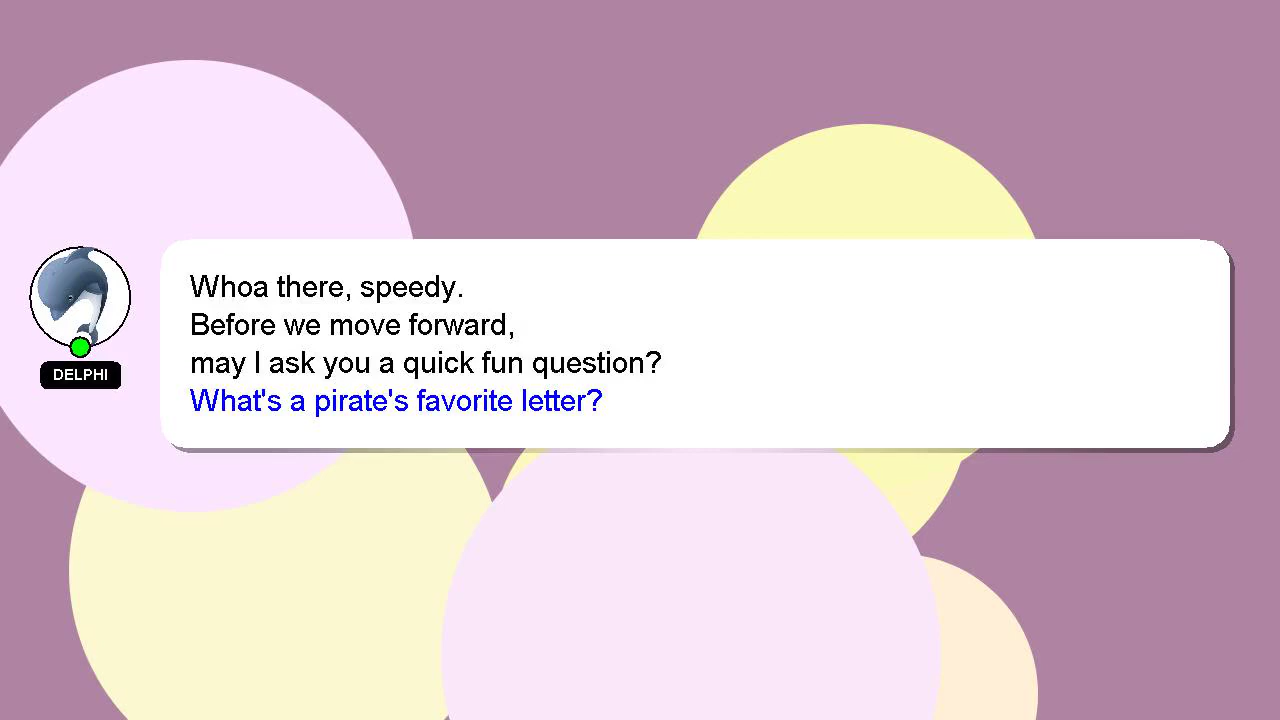 Whoa there, speedy.
Before we move forward,
may I ask you a quick fun question?
What's a pirate's favorite letter?
DELPHI